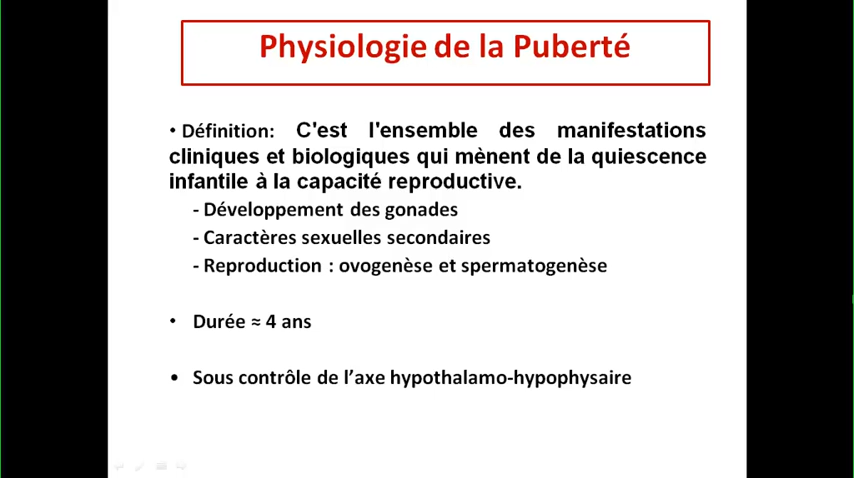 Physiologie de la Puberté
• Définition: C'est l'ensemble des manifestations
cliniques et biologiques qui mènent de la quiescence
infantile à la capacité reproductive.
- Développement des gonades
- Caractères sexuelles secondaires
- Reproduction : ovogenèse et spermatogenèse
• Durée ≈ 4 ans
• Sous contrôle de l’axe hypothalamo-hypophysaire